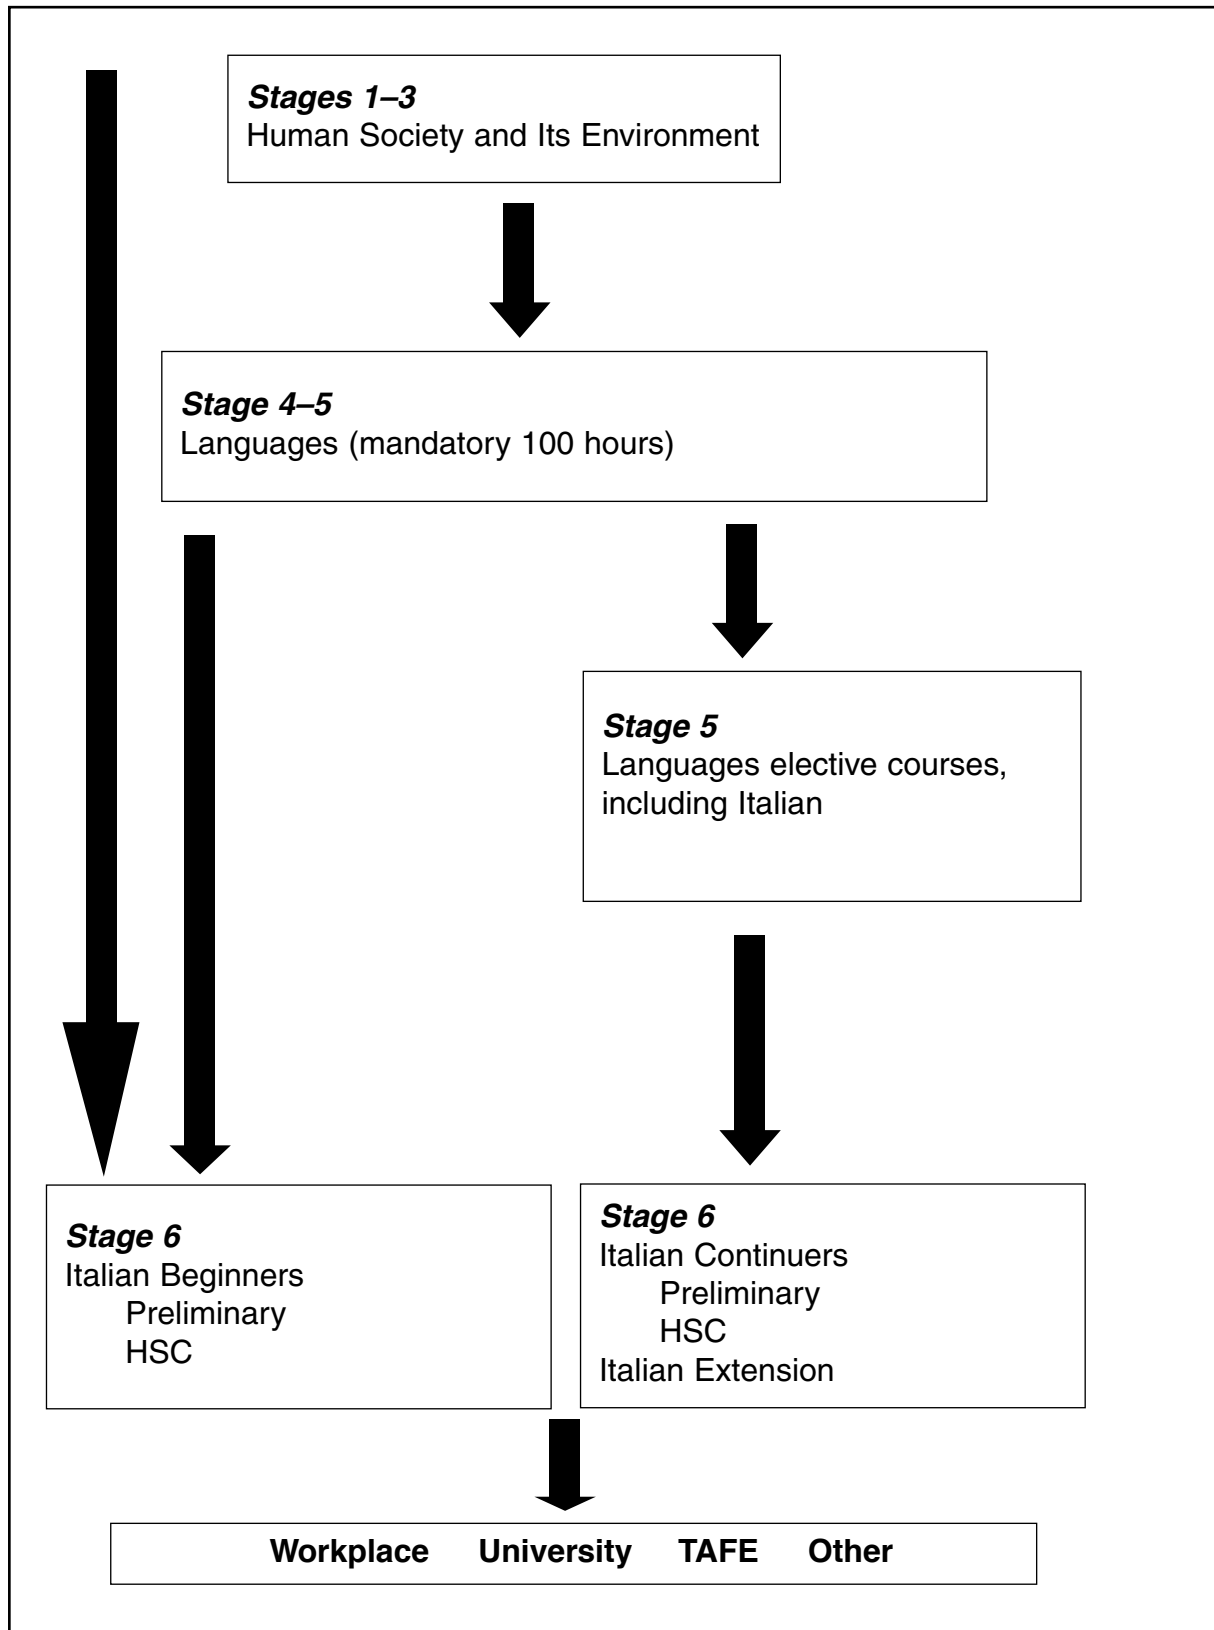 Stages 1–3
Human Society and Its Environment
Stage 4–5
Languages (mandatory 100 hours)
Stage 5
Languages elective courses,
including Italian
Stage 6
Italian Beginners
Preliminary
HSC
Stage 6
Italian Continuers
Preliminary
HSC
Italian Extension
Workplace University TAFE Other